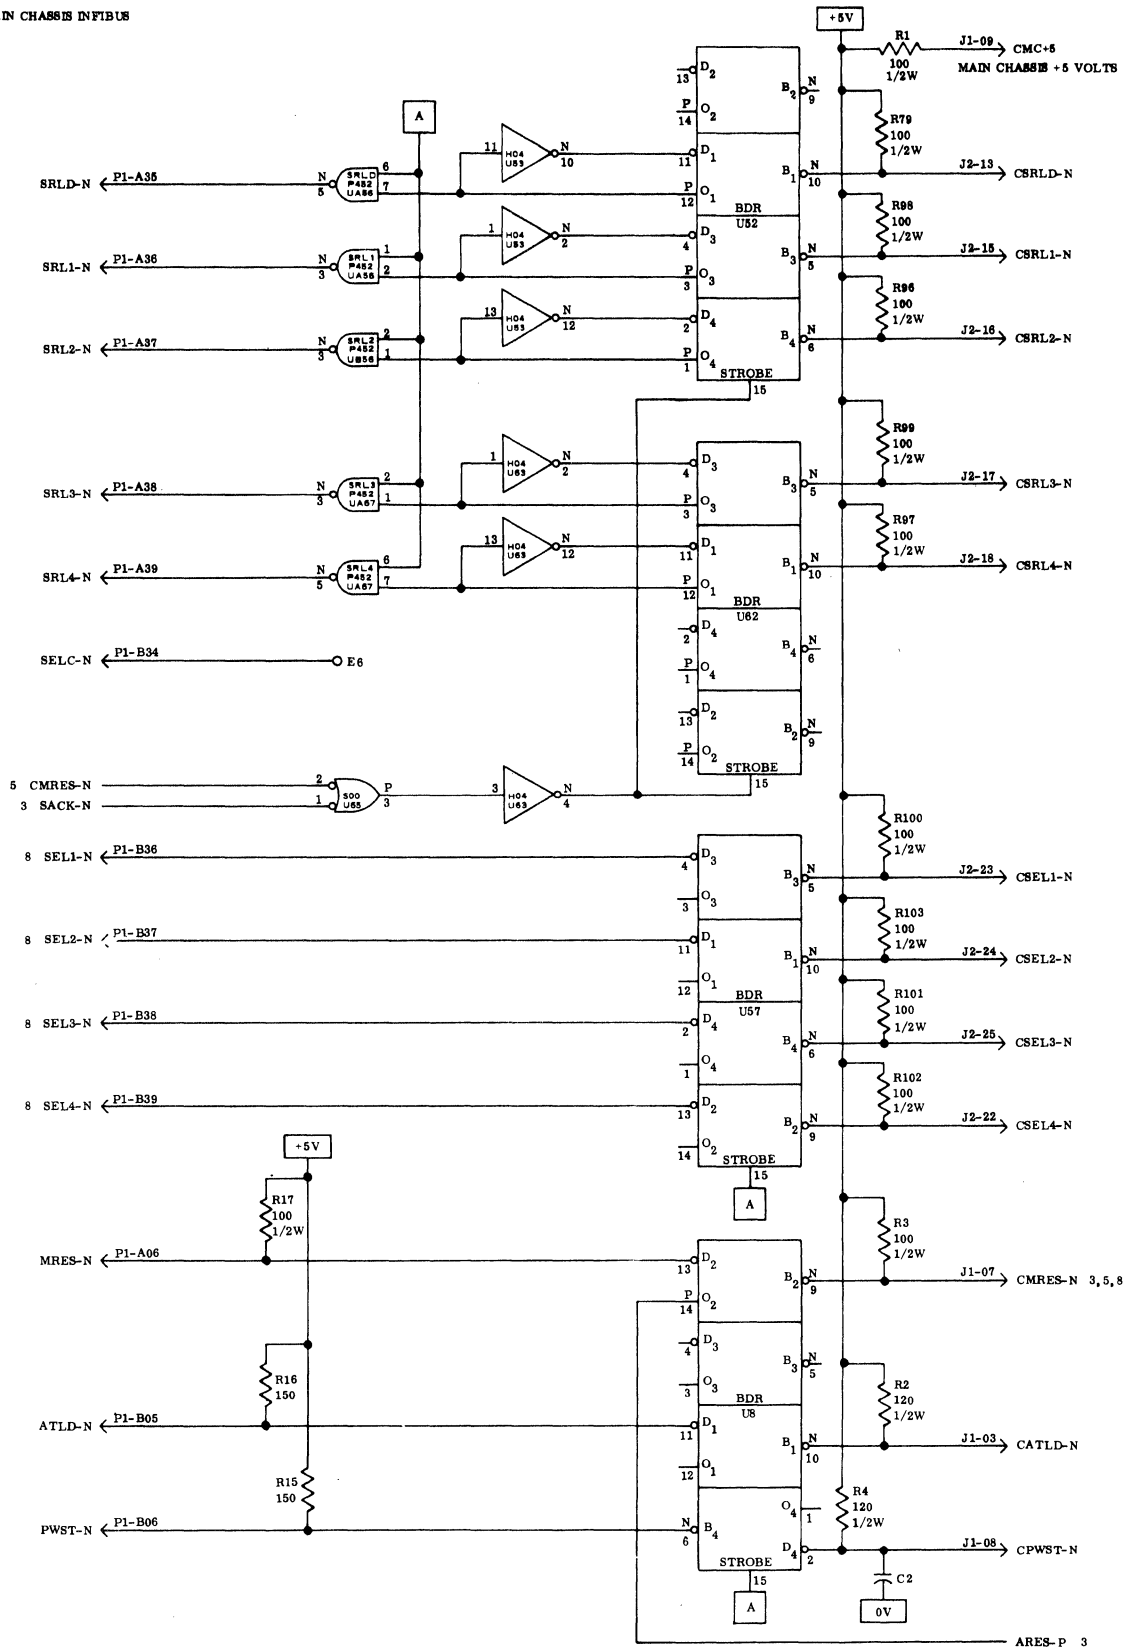 IN CHASSIS INFIBUS
+5V
R1
100
1/2W
J1-09
CMC+5
MAIN CHASSIS +5 VOLTS
13
D2
P
14
O2
B2
N
9
R79
100
1/2W
A
SRLD-N
P1-A35
N
5
SRLD
P452
UA56
6
7
11
H04
U53
N
10
11
D1
P
12
O1
B1
N
10
J2-13
CSRLD-N
BDR
U52
R98
100
1/2W
SRL1-N
P1-A36
N
3
SRL1
P452
UA56
1
2
1
H04
U53
N
2
4
D3
P
3
O3
B3
N
5
J2-15
CSRL1-N
R96
100
1/2W
SRL2-N
P1-A37
N
3
SRL2
P452
UB56
2
1
13
H04
U53
N
12
2
D4
P
1
O4
B4
N
6
J2-16
CSRL2-N
STROBE
15
R99
100
1/2W
SRL3-N
P1-A38
N
3
SRL3
P452
UA67
2
1
1
H04
U63
N
2
4
D3
P
3
O3
B3
N
5
J2-17
CSRL3-N
R97
100
1/2W
SRL4-N
P1-A39
N
5
SRL4
P452
UA67
6
7
13
H04
U63
N
12
11
D1
P
12
O1
B1
N
10
J2-18
CSRL4-N
BDR
U62
2
D4
P
1
O4
B4
N
6
SELC-N
P1-B34
E6
13
D2
P
14
O2
B2
N
9
STROBE
15
5 CMRES-N
3 SACK-N
2
1
S00
U65
P
3
3
H04
U63
N
4
R100
100
1/2W
8 SEL1-N
P1-B36
4
D3
3
O3
B3
N
5
J2-23
CSEL1-N
R103
100
1/2W
8 SEL2-N
P1-B37
11
D1
12
O1
B1
N
10
J2-24
CSEL2-N
BDR
U57
R101
100
1/2W
8 SEL3-N
P1-B38
2
D4
1
O4
B4
N
6
J2-25
CSEL3-N
R102
100
1/2W
8 SEL4-N
P1-B39
13
D2
14
O2
B2
N
9
J2-22
CSEL4-N
STROBE
15
A
+5V
R17
100
1/2W
R3
100
1/2W
MRES-N
P1-A06
13
D2
P
14
O2
B2
N
9
J1-07
CMRES-N 3,5,8
4
D3
3
O3
B3
N
5
BDR
U8
R16
150
R2
120
1/2W
ATLD-N
P1-B05
11
D1
12
O1
B1
N
10
J1-03
CATLD-N
R15
150
R4
120
1/2W
PWST-N
P1-B06
N
6
B4
O4
1
D4
2
J1-08
CPWST-N
STROBE
15
A
C2
0V
ARES-P 3